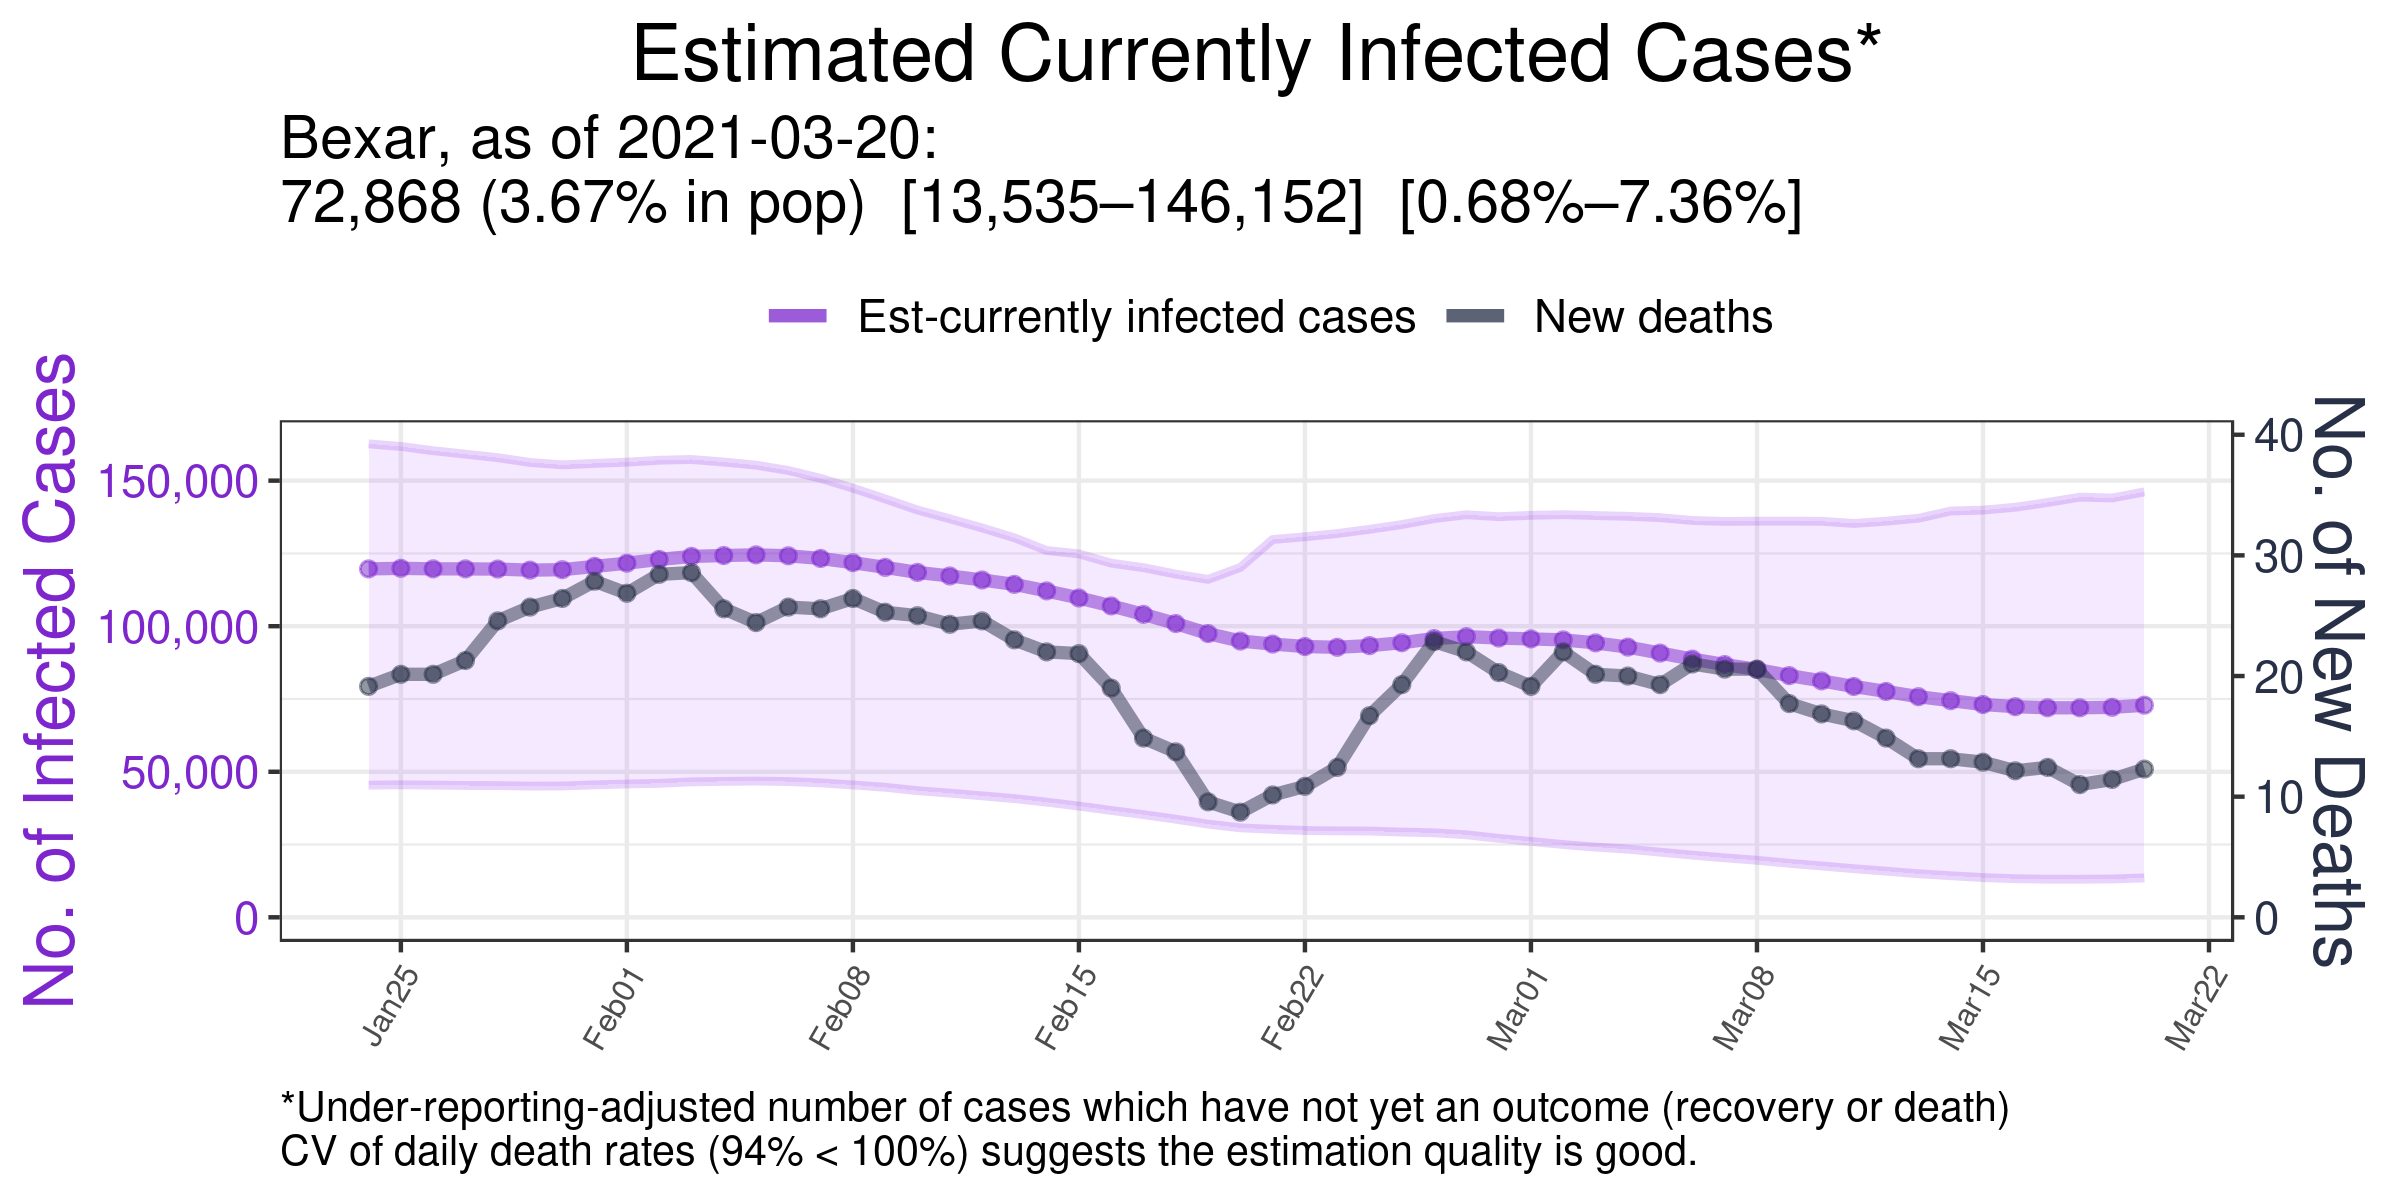 Estimated Currently Infected Cases*
Bexar, as of 2021-03-20:
72,868 (3.67% in pop)  [13,535–146,152]  [0.68%–7.36%]
Est-currently infected cases
New deaths
No. of Infected Cases
150,000
100,000
50,000
0
40
30
20
10
0
No. of New Deaths
Jan25
Feb01
Feb08
Feb15
Feb22
Mar01
Mar08
Mar15
Mar22
*Under-reporting-adjusted number of cases which have not yet an outcome (recovery or death)
CV of daily death rates (94% < 100%) suggests the estimation quality is good.